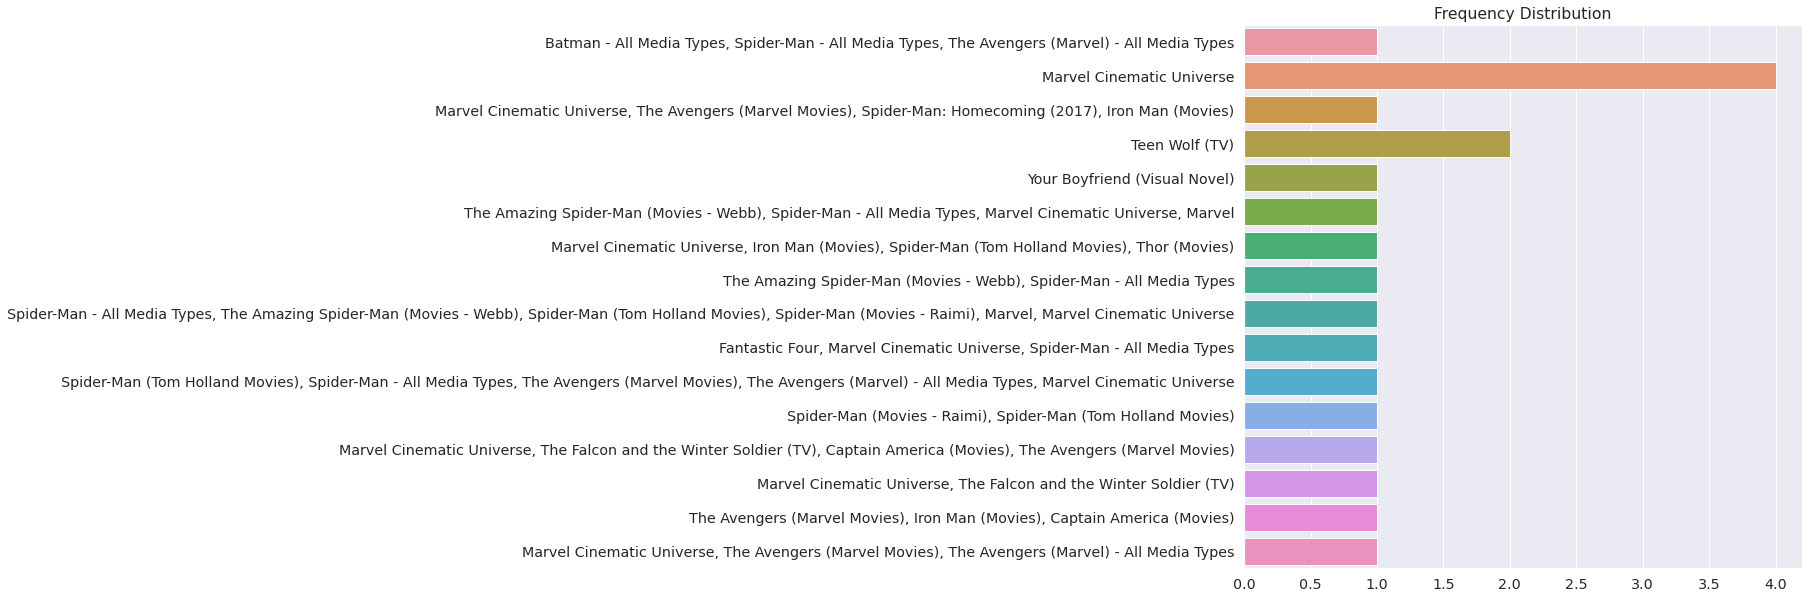 Frequency Distribution
Batman - All Media Types, Spider-Man - All Media Types, The Avengers (Marvel) - All Media Types
Marvel Cinematic Universe
Marvel Cinematic Universe, The Avengers (Marvel Movies), Spider-Man: Homecoming (2017), Iron Man (Movies)
Teen Wolf (TV)
Your Boyfriend (Visual Novel)
The Amazing Spider-Man (Movies - Webb), Spider-Man - All Media Types, Marvel Cinematic Universe, Marvel
Marvel Cinematic Universe, Iron Man (Movies), Spider-Man (Tom Holland Movies), Thor (Movies)
The Amazing Spider-Man (Movies - Webb), Spider-Man - All Media Types
Spider-Man - All Media Types, The Amazing Spider-Man (Movies - Webb), Spider-Man (Tom Holland Movies), Spider-Man (Movies - Raimi), Marvel, Marvel Cinematic Universe
Fantastic Four, Marvel Cinematic Universe, Spider-Man - All Media Types
Spider-Man (Tom Holland Movies), Spider-Man - All Media Types, The Avengers (Marvel Movies), The Avengers (Marvel) - All Media Types, Marvel Cinematic Universe
Spider-Man (Movies - Raimi), Spider-Man (Tom Holland Movies)
Marvel Cinematic Universe, The Falcon and the Winter Soldier (TV), Captain America (Movies), The Avengers (Marvel Movies)
Marvel Cinematic Universe, The Falcon and the Winter Soldier (TV)
The Avengers (Marvel Movies), Iron Man (Movies), Captain America (Movies)
Marvel Cinematic Universe, The Avengers (Marvel Movies), The Avengers (Marvel) - All Media Types
0.0 0.5 1.0 1.5 2.0 2.5 3.0 3.5 4.0